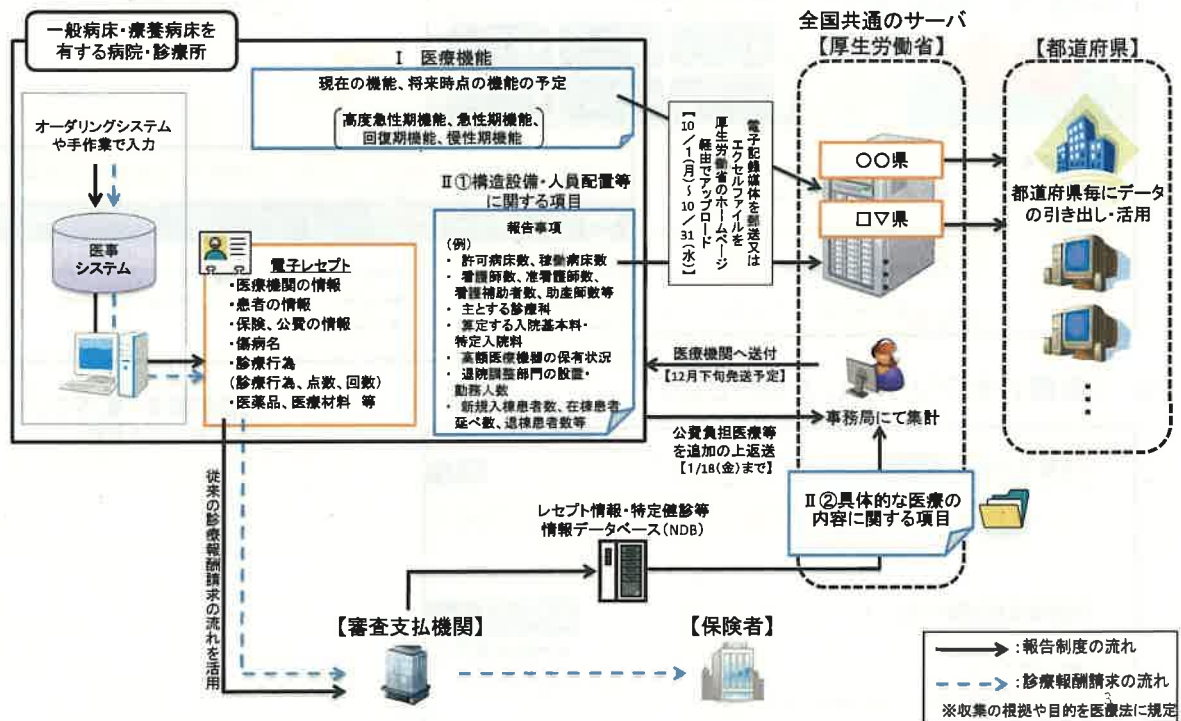 一般病床・療養病床を
有する病院・診療所
全国共通のサーバ
【厚生労働省】
【都道府県】
Ⅰ 医療機能
現在の機能、将来時点の機能の予定
高度急性期機能、急性期機能、
回復期機能、慢性期機能
オーダリングシステム
や手作業で入力
医事
システム
電子レセプト
・医療機関の情報
・患者の情報
・保険、公費の情報
・傷病名
・診療行為
(診療行為、点数、回数)
・医薬品、医療材料 等
Ⅱ①構造設備・人員配置等
に関する項目
報告事項
(例)
・ 許可病床数、稼働病床数
・ 看護師数、准看護師数、
看護補助者数、助産師数等
・ 主とする診療科
・ 算定する入院基本料・
特定入院料
・ 高額医療機器の保有状況
・ 退院調整部門の設置・
勤務人数
・ 新規入棟患者数、在棟患者
延べ数、退棟患者数等
電子記録媒体を郵送又は
エクセルファイルを
厚生労働省のホームページ
経由でアップロード
【10/1(月)~10/31(水)】
〇〇県
□▽県
都道府県毎にデータ
の引き出し・活用
医療機関へ送付
【12月下旬発送予定】
事務局にて集計
公費負担医療等
を追加の上返送
【1/18(金)まで】
Ⅱ②具体的な医療の
内容に関する項目
レセプト情報・特定健診等
情報データベース(NDB)
従来の診療報酬請求の流れを活用
【審査支払機関】
【保険者】
:報告制度の流れ
:診療報酬請求の流れ
※収集の根拠や目的を医療法に規定
3